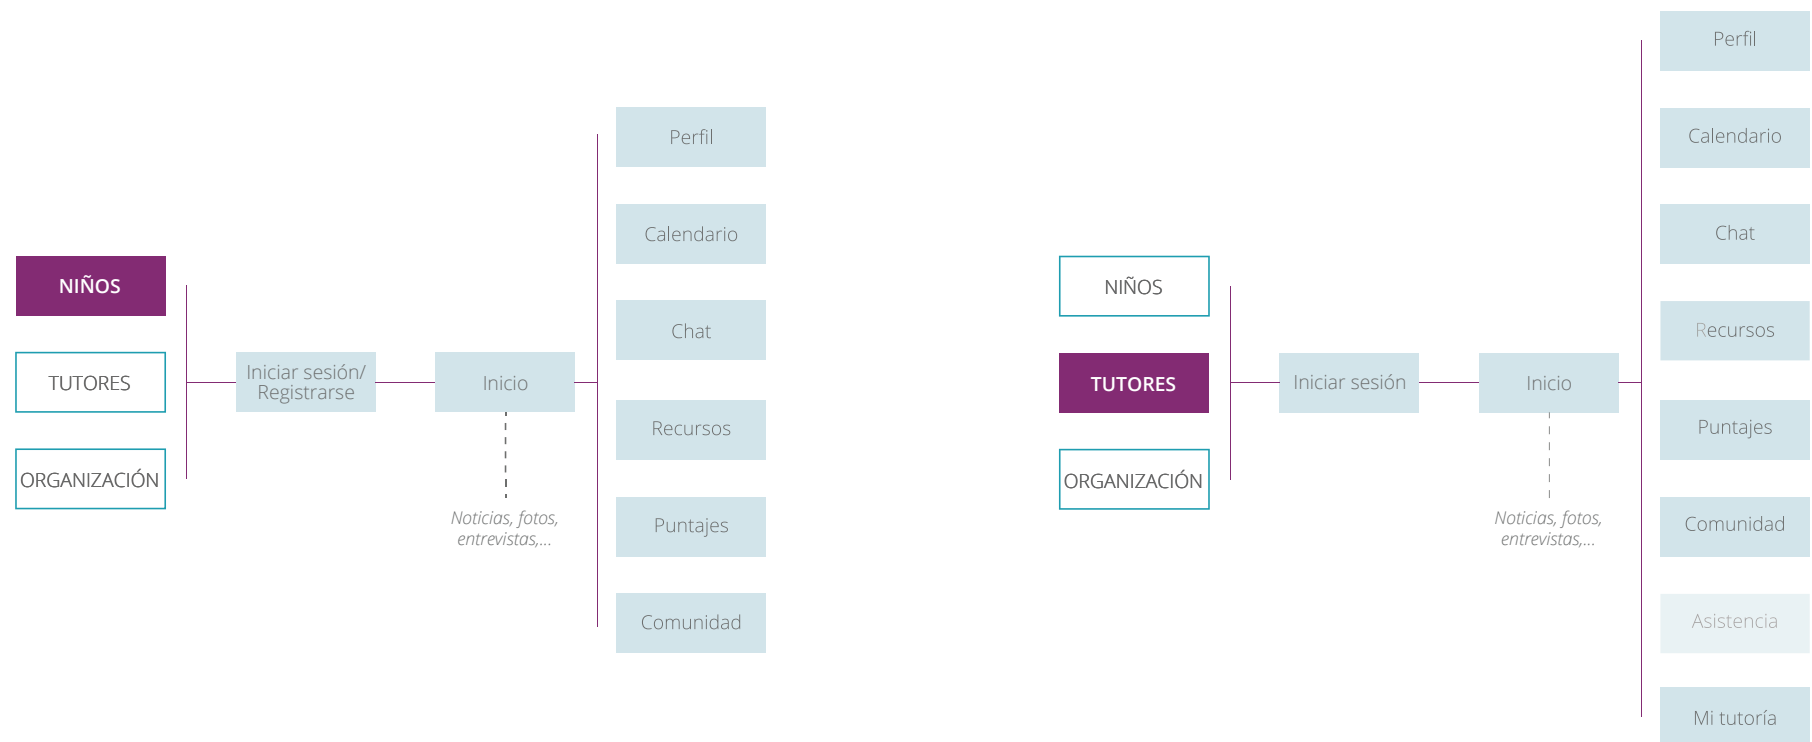 NIÑOS
TUTORES
ORGANIZACIÓN
Iniciar sesión/
Registrarse
Inicio
Noticias, fotos,
entrevistas,...
Perfil
Calendario
Chat
Recursos
Puntajes
Comunidad
NIÑOS
TUTORES
ORGANIZACIÓN
Iniciar sesión
Inicio
Noticias, fotos,
entrevistas,...
Perfil
Calendario
Chat
Recursos
Puntajes
Comunidad
Asistencia
Mi tutoría